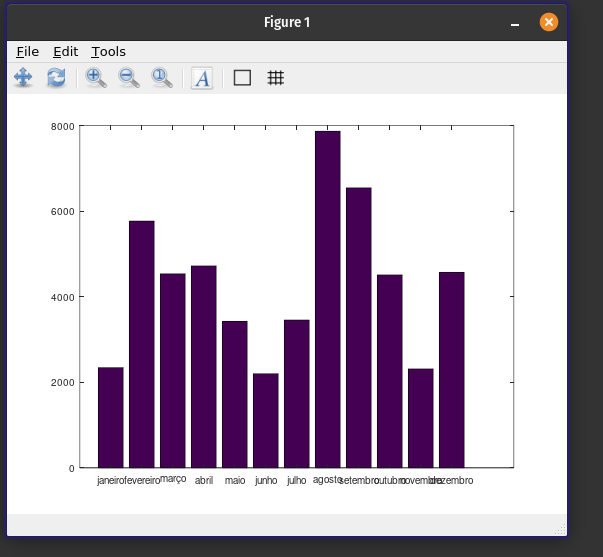 Figure 1
File Edit Tools
A
8000
6000
4000
2000
0
janeiro fevereiro março abril maio junho julho agosto setembro outubro novembro dezembro